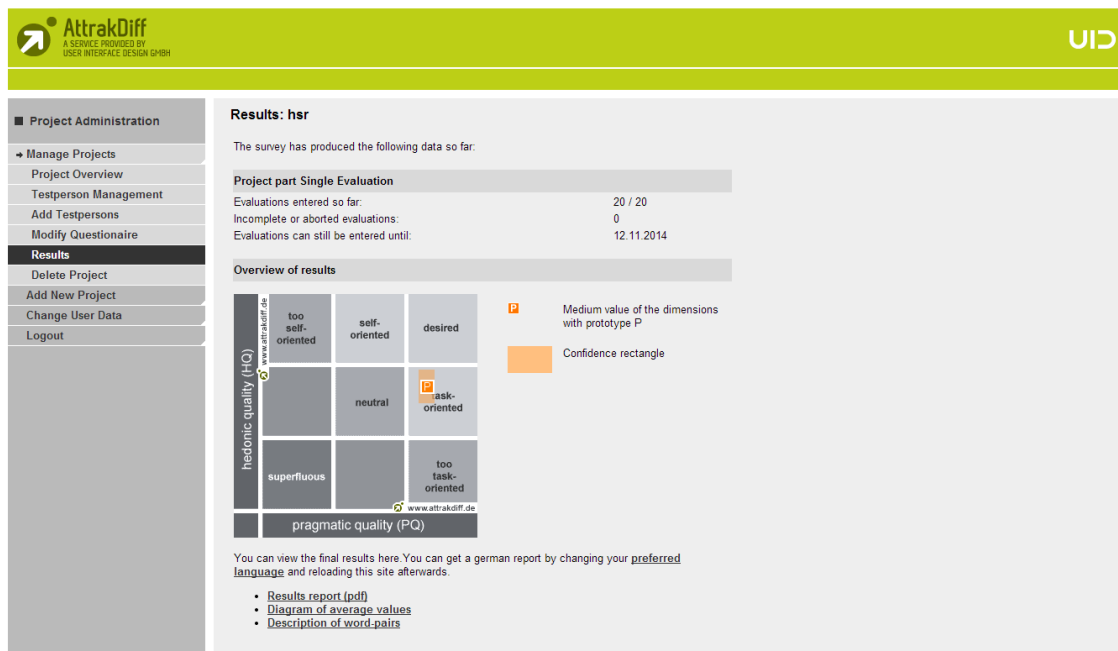 AttrakDiff
A SERVICE PROVIDED BY
USER INTERFACE DESIGN GMBH
UID
Project Administration
Manage Projects
Project Overview
Testperson Management
Add Testpersons
Modify Questionaire
Results
Delete Project
Add New Project
Change User Data
Logout
Results: hsr
The survey has produced the following data so far:
Project part Single Evaluation
Evaluations entered so far: 20 / 20
Incomplete or aborted evaluations: 0
Evaluations can still be entered until: 12.11.2014
Overview of results
hedonic quality (HQ)
www.attrakdiff.de
too
self-
oriented
self-
oriented
desired
neutral
P
task-
oriented
superfluous
too
task-
oriented
www.attrakdiff.de
pragmatic quality (PQ)
P
Medium value of the dimensions
with prototype P
Confidence rectangle
You can view the final results here.You can get a german report by changing your preferred
language and reloading this site afterwards.
Results report (pdf)
Diagram of average values
Description of word-pairs